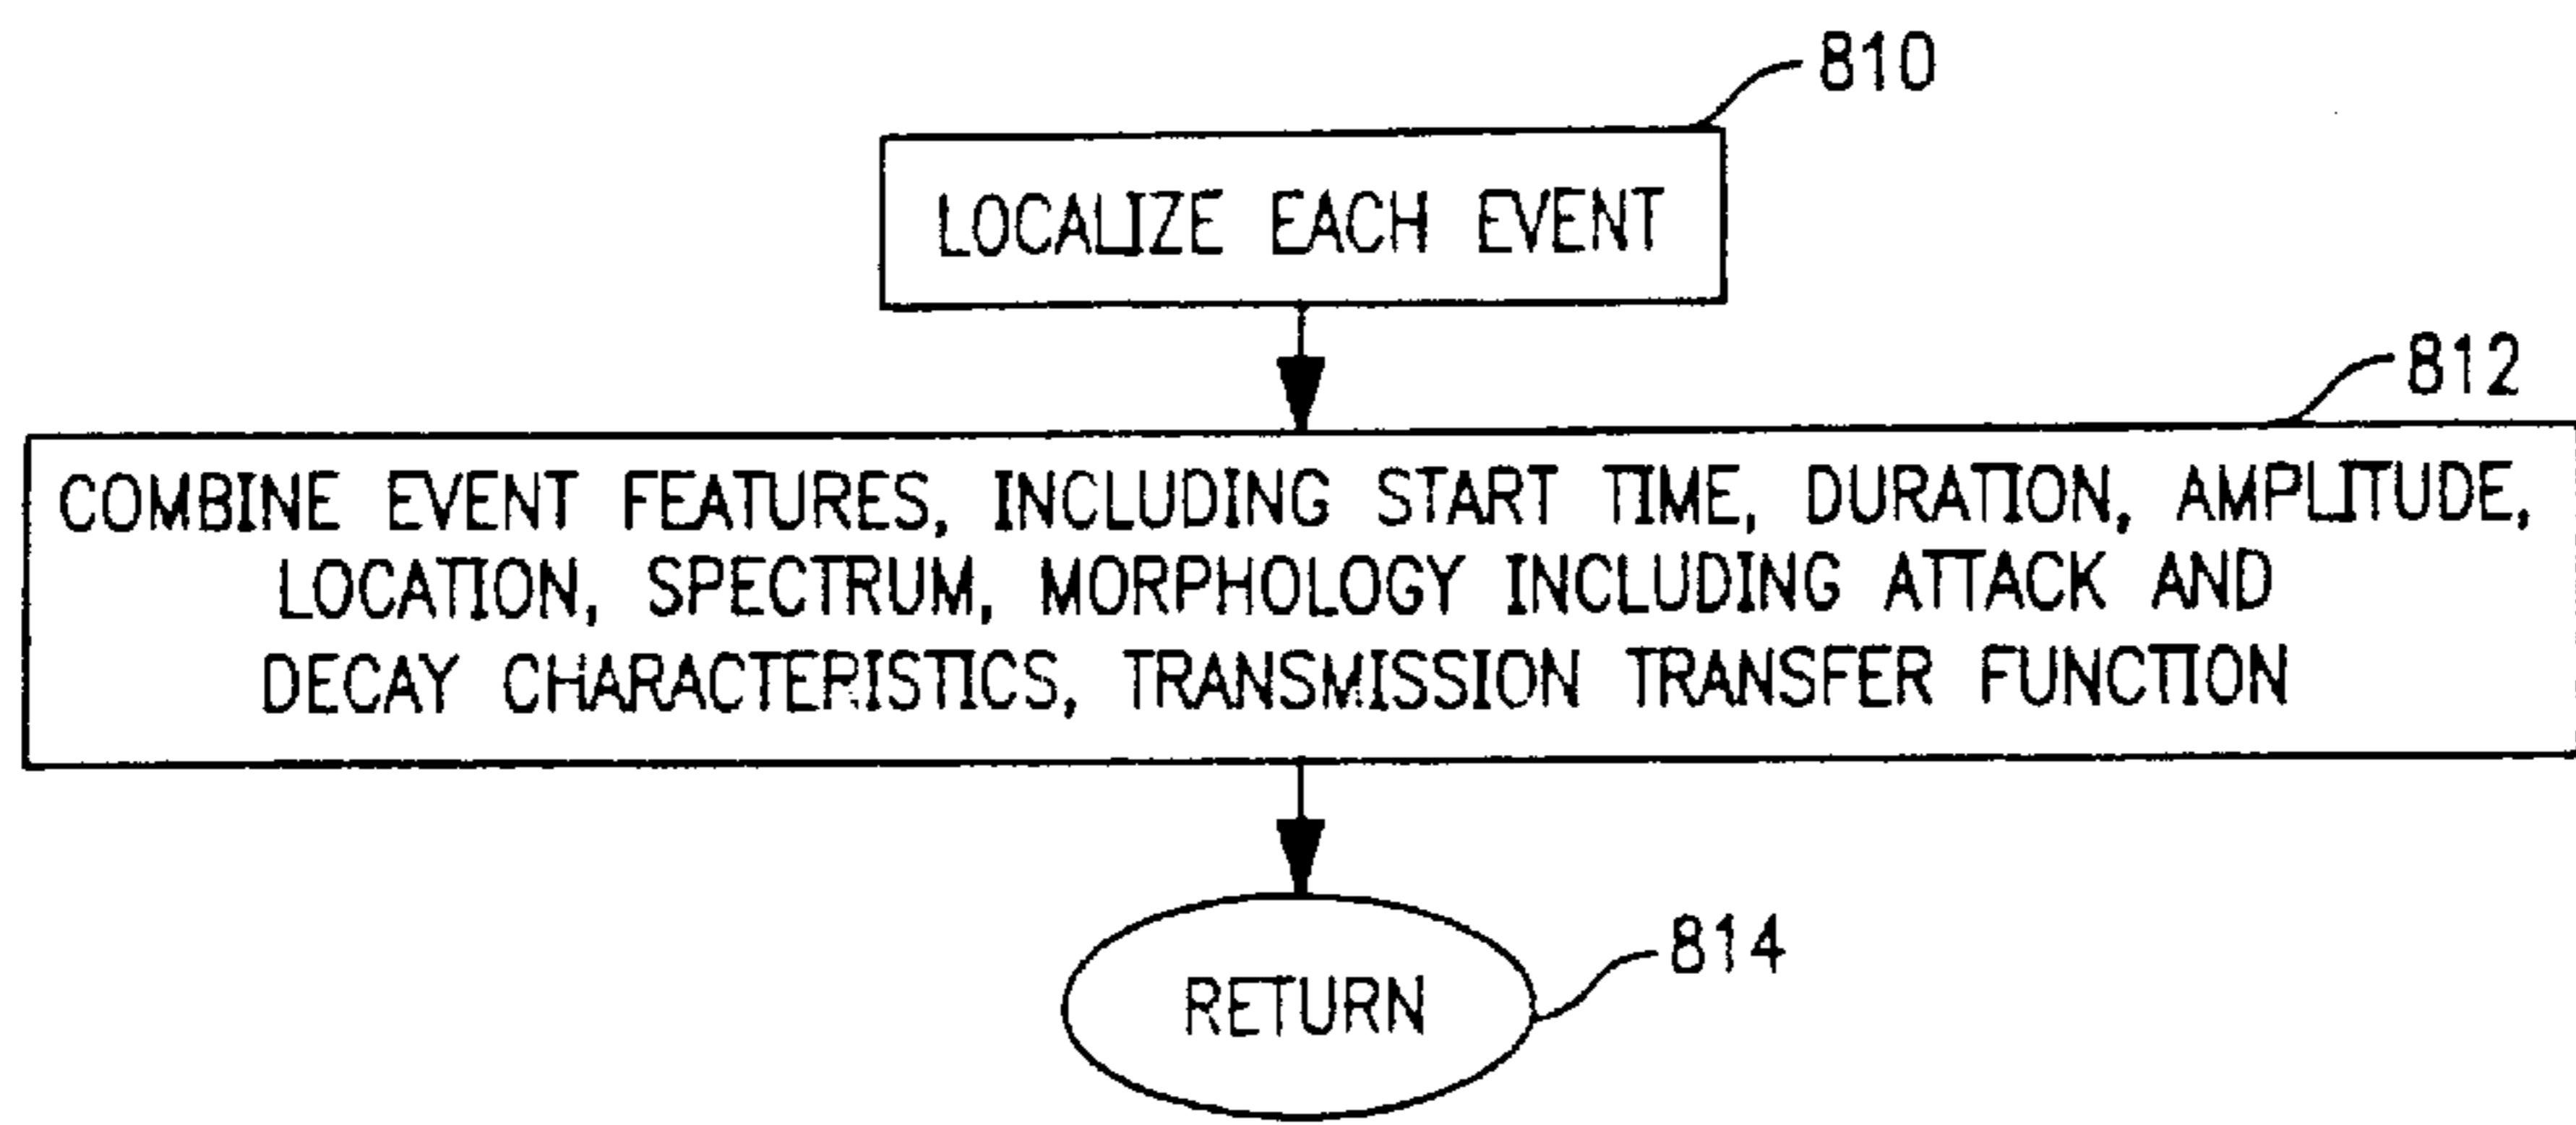 810
LOCALIZE EACH EVENT
812
COMBINE EVENT FEATURES, INCLUDING START TIME, DURATION, AMPLITUDE,
LOCATION, SPECTRUM, MORPHOLOGY INCLUDING ATTACK AND
DECAY CHARACTERISTICS, TRANSMISSION TRANSFER FUNCTION
814
RETURN